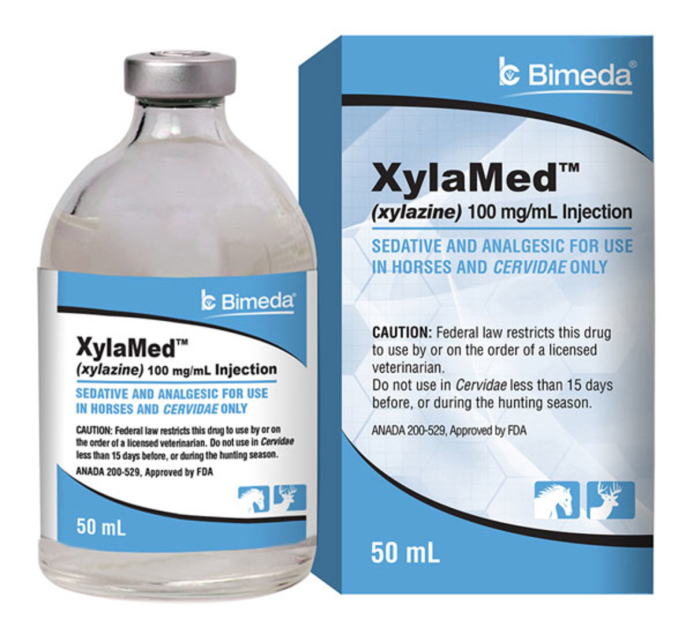 Bimeda®
XylaMed™
(xylazine) 100 mg/mL Injection
SEDATIVE AND ANALGESIC FOR USE
IN HORSES AND CERVIDAE ONLY
CAUTION: Federal law restricts this drug to use by or on
the order of a licensed veterinarian. Do not use in Cervidae
less than 15 days before, or during the hunting season.
ANADA 200-529, Approved by FDA
50 mL
Bimeda®
XylaMed™
(xylazine) 100 mg/mL Injection
SEDATIVE AND ANALGESIC FOR USE
IN HORSES AND CERVIDAE ONLY
CAUTION: Federal law restricts this drug
to use by or on the order of a licensed
veterinarian.
Do not use in Cervidae less than 15 days
before, or during the hunting season.
ANADA 200-529, Approved by FDA
50 mL